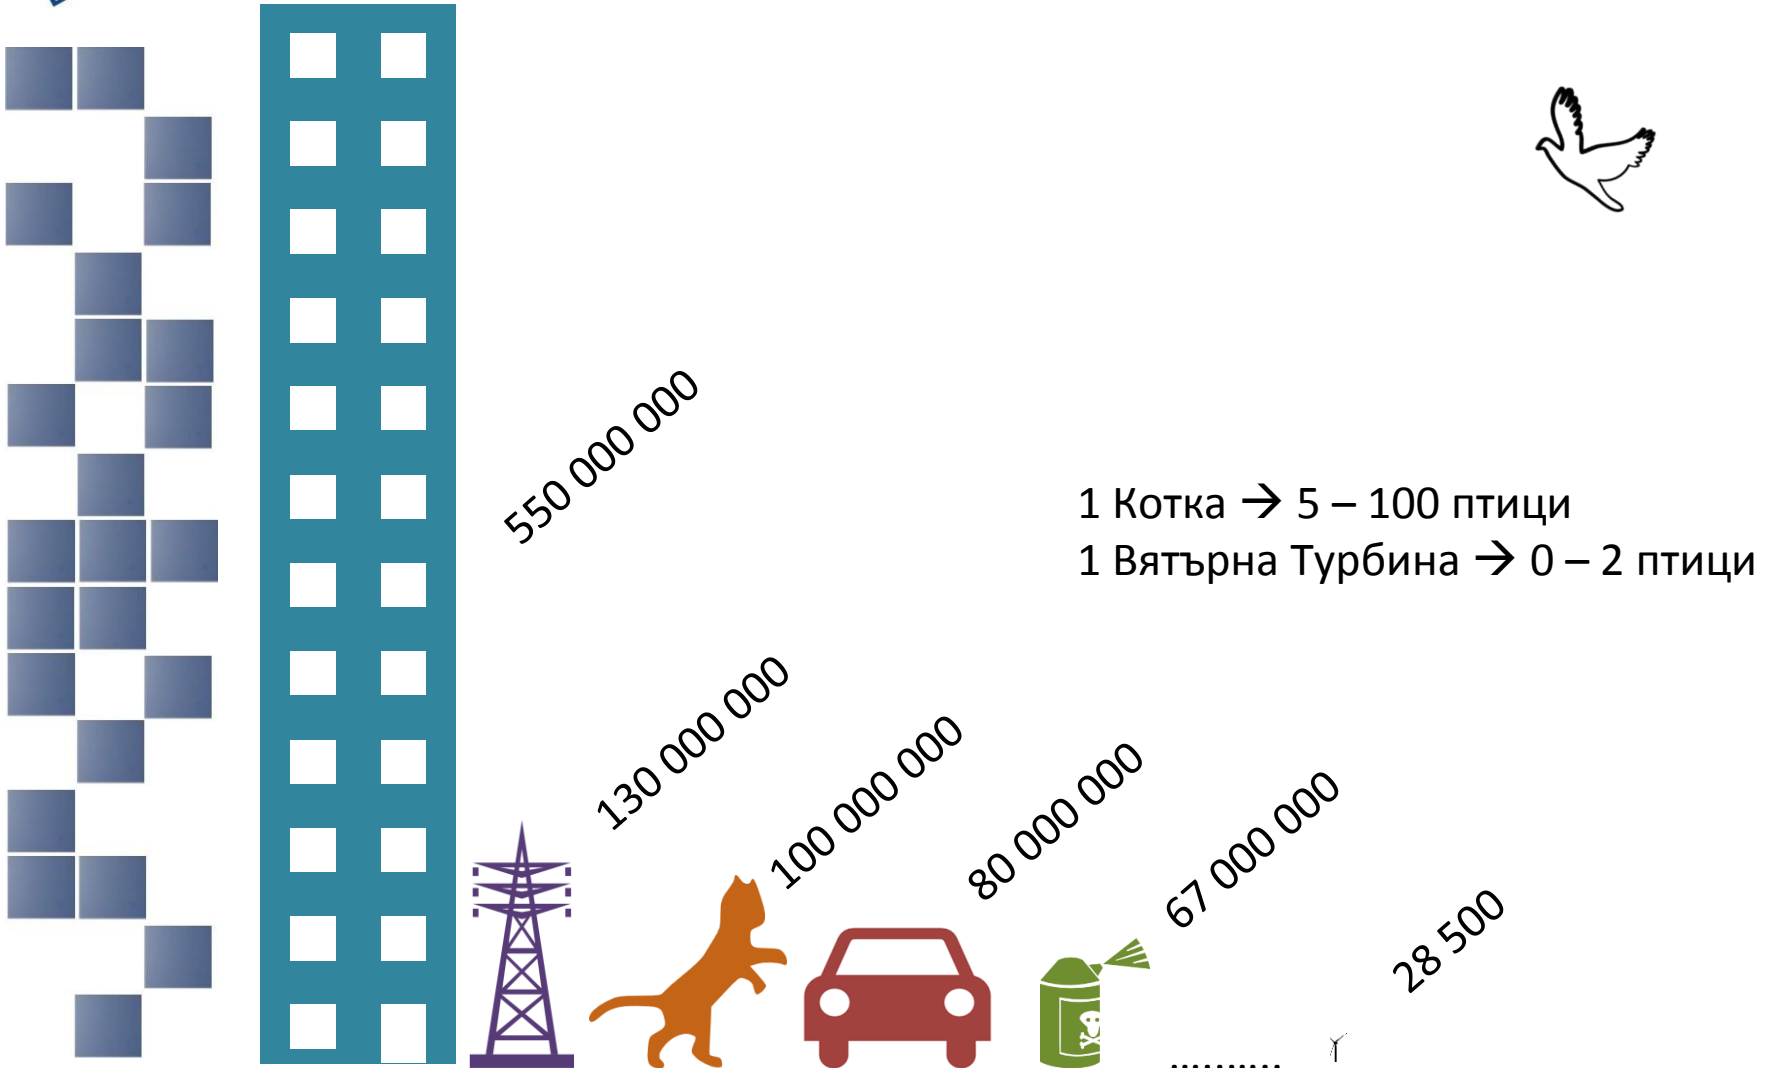 550 000 000
1 Котка → 5 – 100 птици
1 Вятърна Турбина → 0 – 2 птици
130 000 000
100 000 000
80 000 000
67 000 000
28 500
..........